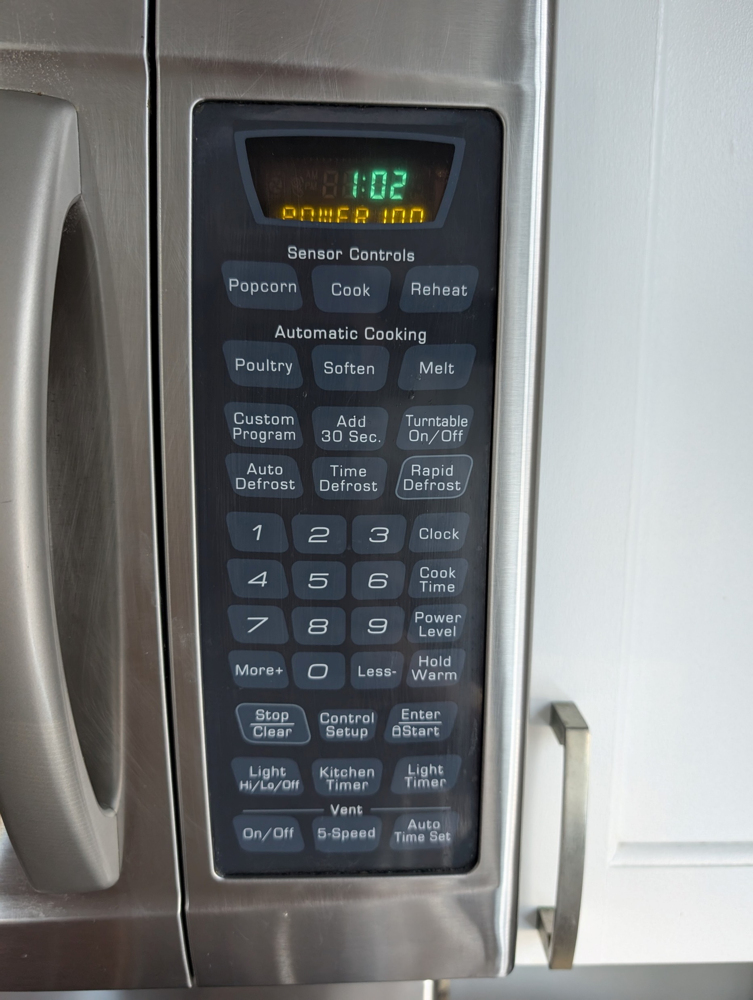 1:02
POWER 100
Sensor Controls
Popcorn Cook Reheat
Automatic Cooking
Poultry Soften Melt
Custom Program Add 30 Sec. Turntable On/Off
Auto Defrost Time Defrost Rapid Defrost
1 2 3 Clock
4 5 6 Cook Time
7 8 9 Power Level
More+ 0 Less- Hold Warm
Stop Clear Control Setup Enter Start
Light Hi/Lo/Off Kitchen Timer Light Timer
Vent
On/Off 5-Speed Auto Time Set